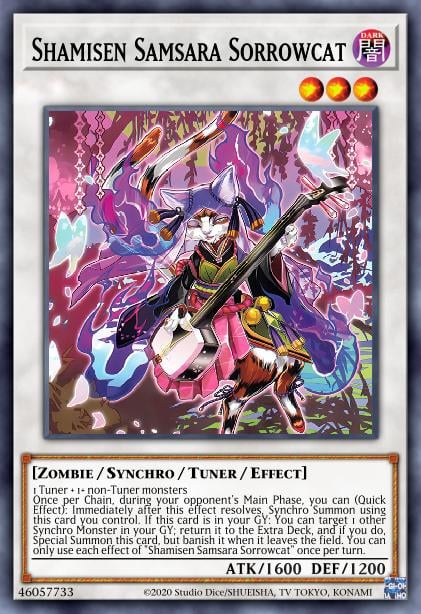 SHAMISEN SAMSARA SORROWCAT
DARK
闇
[ZOMBIE / SYNCHRO / TUNER / EFFECT]
1 Tuner + 1+ non-Tuner monsters
Once per Chain, during your opponent's Main Phase, you can (Quick
Effect): Immediately after this effect resolves, Synchro Summon using
this card you control. If this card is in your GY: You can target 1 other
Synchro Monster in your GY; return it to the Extra Deck, and if you do,
Special Summon this card, but banish it when it leaves the field. You can
only use each effect of "Shamisen Samsara Sorrowcat" once per turn.
ATK/1600 DEF/1200
46057733
©2020 Studio Dice/SHUEISHA, TV TOKYO, KONAMI